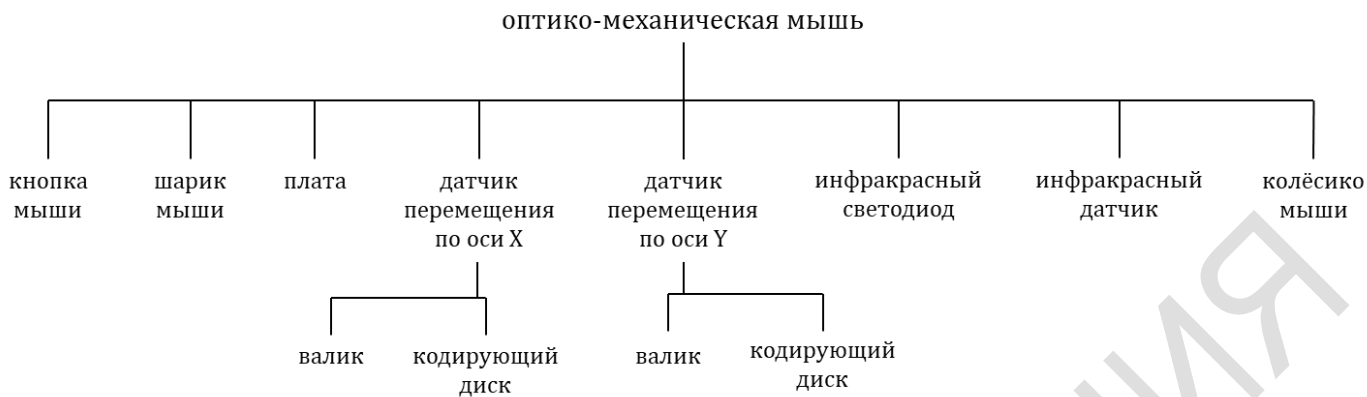 оптико-механическая мышь
кнопка
мыши
шарик
мыши
плата
датчик
перемещения
по оси X
датчик
перемещения
по оси Y
инфракрасный
светодиод
инфракрасный
датчик
колёсико
мыши
валик
кодирующий
диск
валик
кодирующий
диск